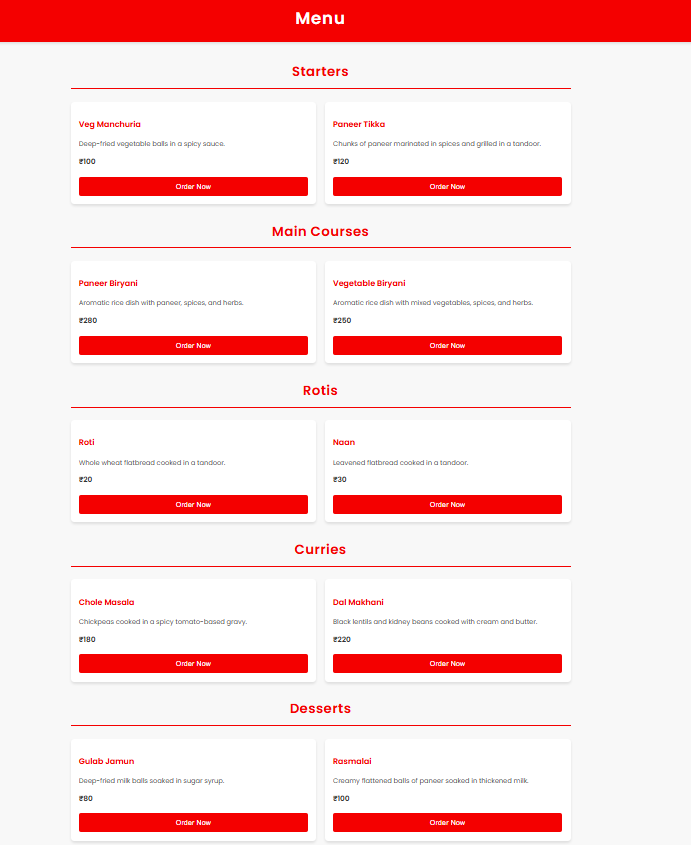 Menu
Starters
Veg Manchuria
Deep-fried vegetable balls in a spicy sauce.
₹100
Order Now
Paneer Tikka
Chunks of paneer marinated in spices and grilled in a tandoor.
₹120
Order Now
Main Courses
Paneer Biryani
Aromatic rice dish with paneer, spices, and herbs.
₹280
Order Now
Vegetable Biryani
Aromatic rice dish with mixed vegetables, spices, and herbs.
₹250
Order Now
Rotis
Roti
Whole wheat flatbread cooked in a tandoor.
₹20
Order Now
Naan
Leavened flatbread cooked in a tandoor.
₹30
Order Now
Curries
Chole Masala
Chickpeas cooked in a spicy tomato-based gravy.
₹180
Order Now
Dal Makhani
Black lentils and kidney beans cooked with cream and butter.
₹220
Order Now
Desserts
Gulab Jamun
Deep-fried milk balls soaked in sugar syrup.
₹80
Order Now
Rasmalai
Creamy flattened balls of paneer soaked in thickened milk.
₹100
Order Now